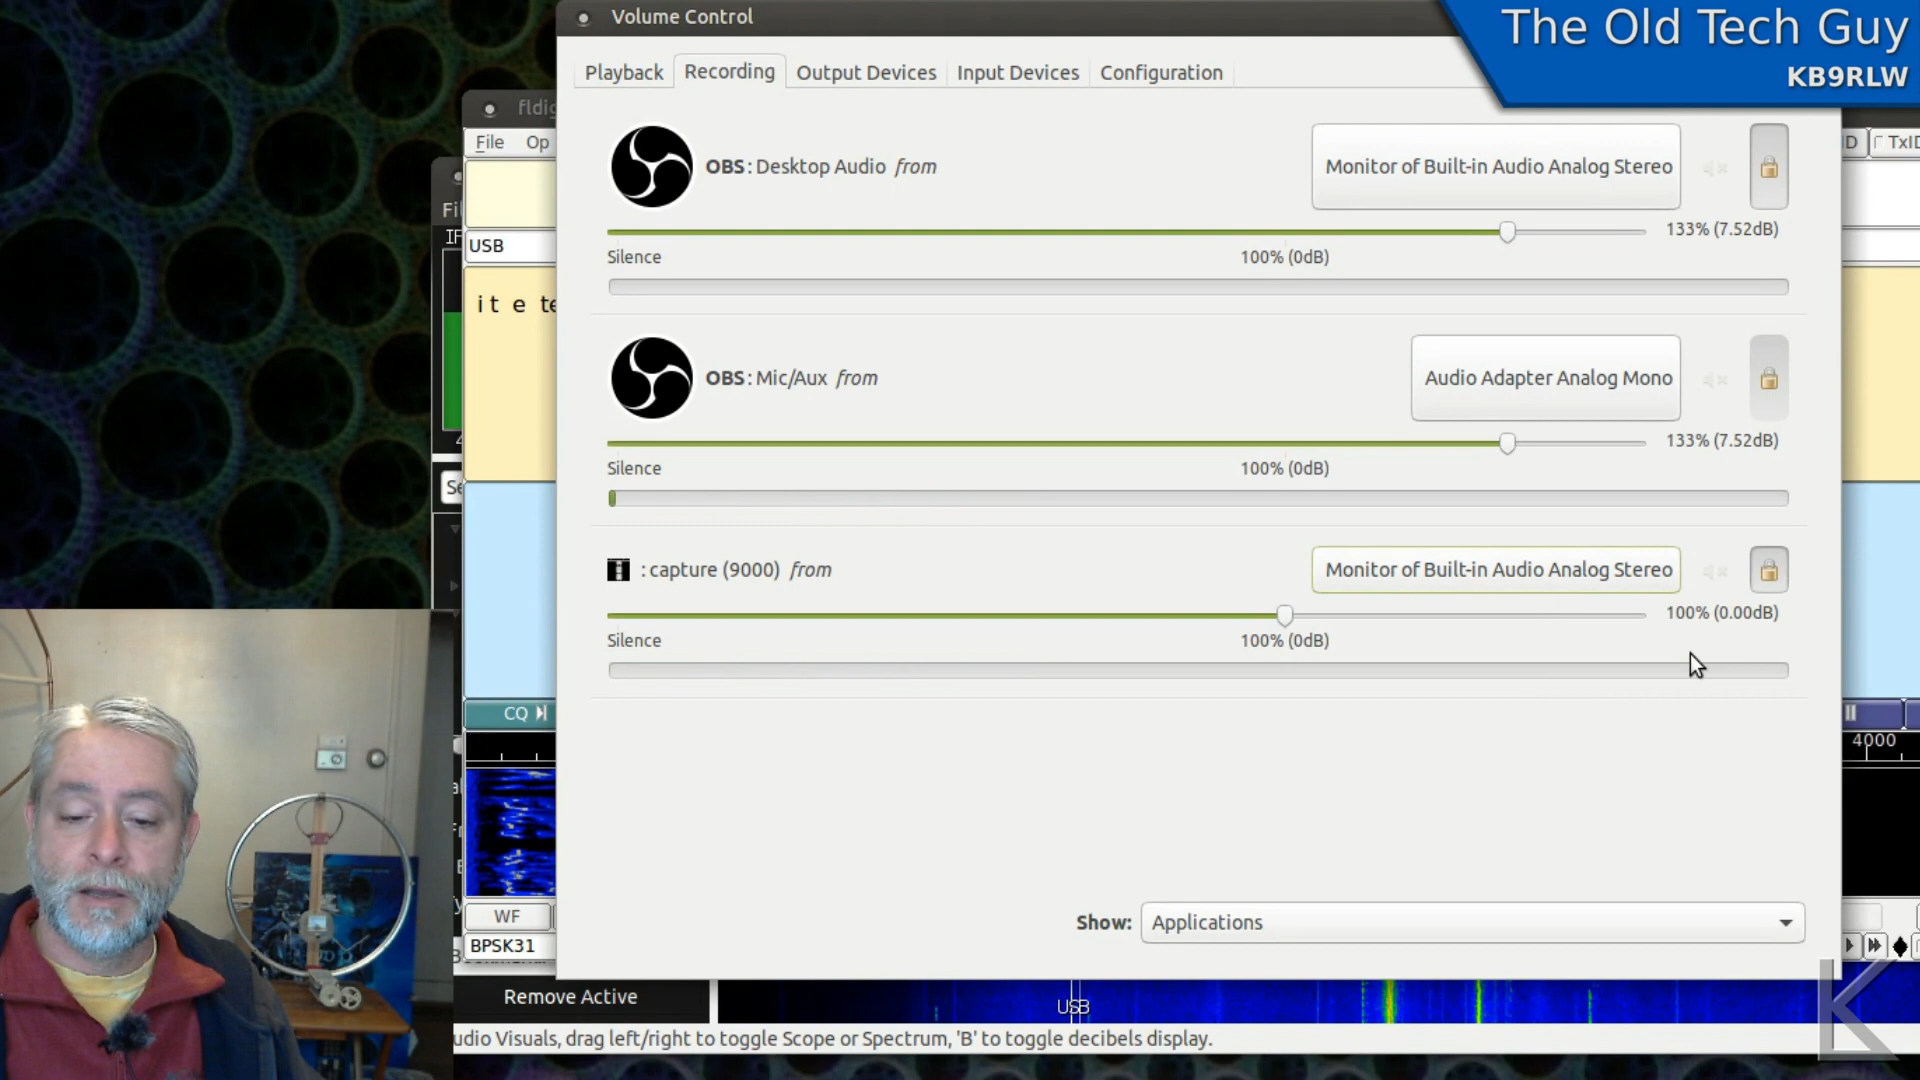 Volume Control
The Old Tech Guy
KB9RLW
Playback Recording Output Devices Input Devices Configuration
File Op
TxID
OBS: Desktop Audio from
Monitor of Built-in Audio Analog Stereo
133% (7.52dB)
Silence
100% (0dB)
USB
i t e te
OBS: Mic/Aux from
Audio Adapter Analog Mono
133% (7.52dB)
Silence
100% (0dB)
: capture (9000) from
Monitor of Built-in Audio Analog Stereo
100% (0.00dB)
Silence
100% (0dB)
CQ
4000
Show: Applications
WF
BPSK31
Remove Active
USB
udio Visuals, drag left/right to toggle Scope or Spectrum, 'B' to toggle decibels display.
K